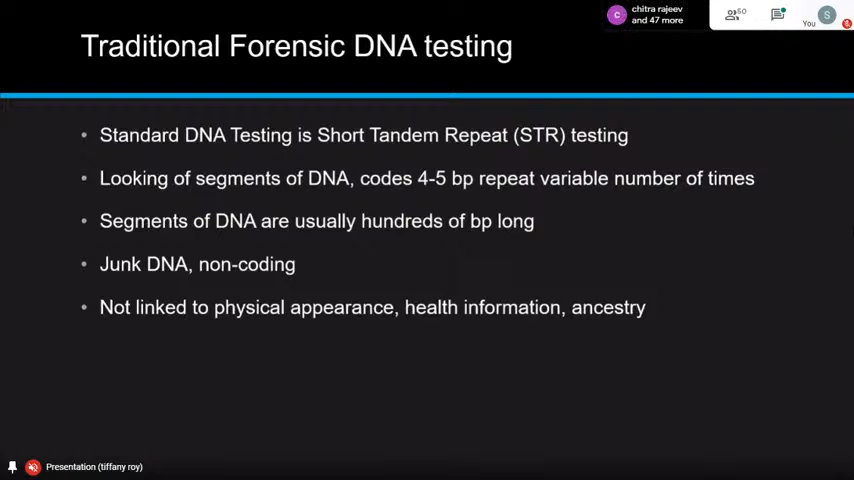 chitra rajeev
and 47 more
C
60
You
S
Traditional Forensic DNA testing
• Standard DNA Testing is Short Tandem Repeat (STR) testing
• Looking of segments of DNA, codes 4-5 bp repeat variable number of times
• Segments of DNA are usually hundreds of bp long
• Junk DNA, non-coding
• Not linked to physical appearance, health information, ancestry
Presentation (tiffany roy)